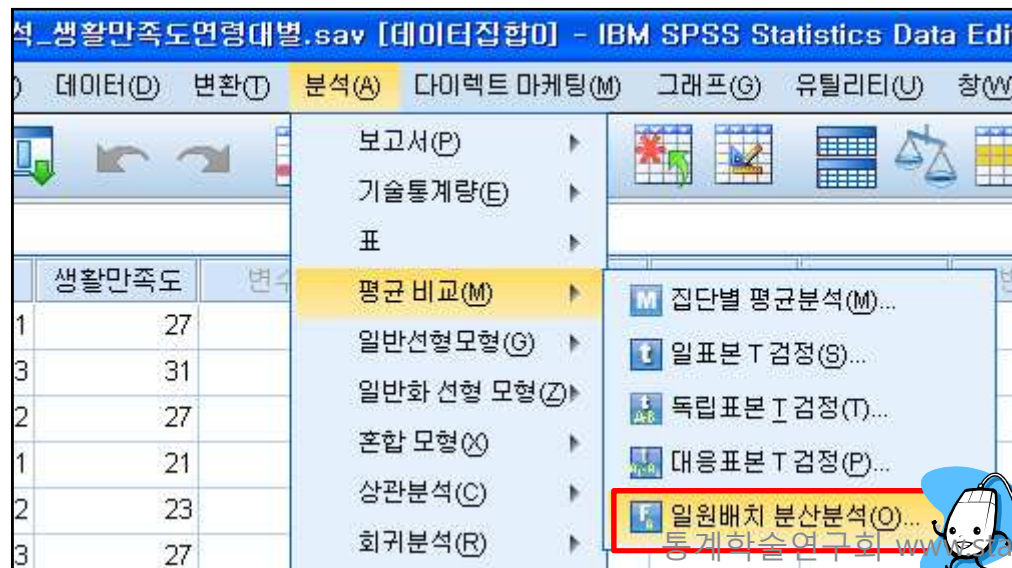 석_생활만족도연령대별.sav [데이터집합0] - IBM SPSS Statistics Data Edi
) 데이터(D) 변환(T) 분석(A) 다이렉트 마케팅(M) 그래프(G) 유틸리티(U) 창(W
보고서(P)
기술통계량(E)
표
평균 비교(M)
일반선형모형(G)
일반화 선형 모형(Z)
혼합 모형(X)
상관분석(C)
회귀분석(R)
집단별 평균분석(M)...
일표본 T 검정(S)...
독립표본 T 검정(T)...
대응표본 T 검정(P)...
일원배치 분산분석(O)...
생활만족도 변수
1 27
3 31
2 27
1 21
2 23
3 27
통계학술연구회 www.sta